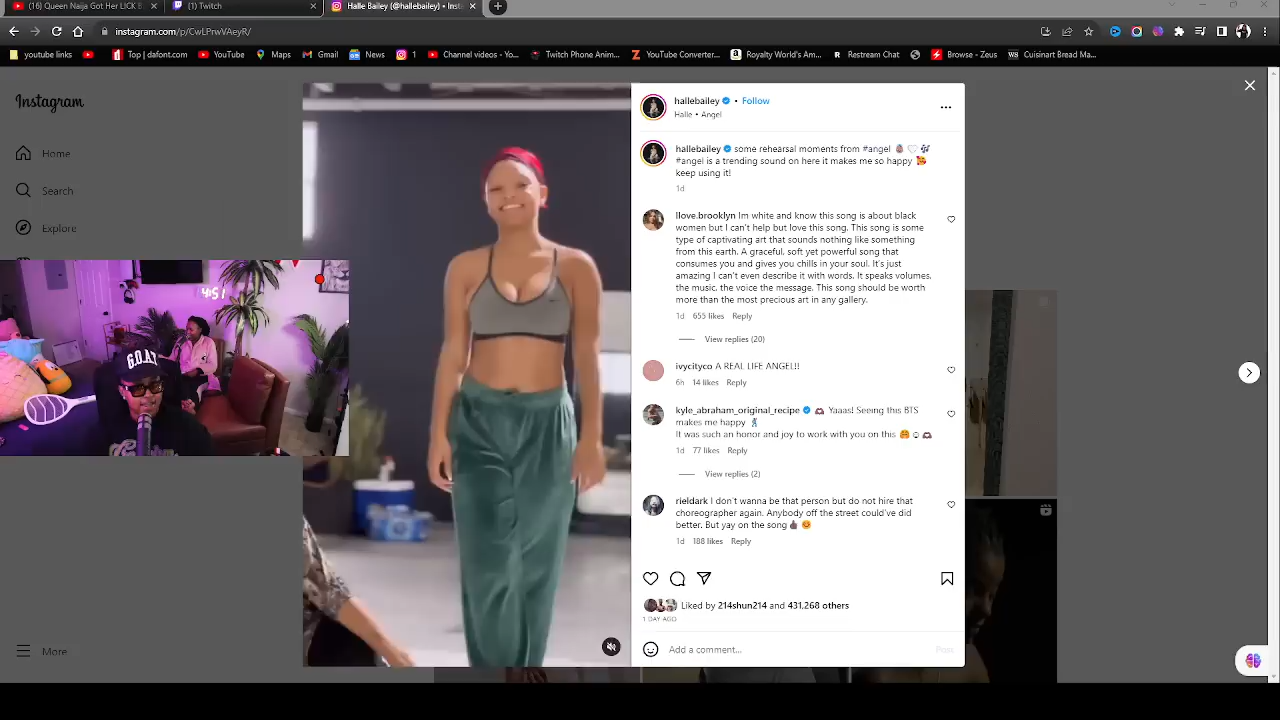 (16) Queen Naija Got Her LICK B
(1) Twitch
Halle Bailey (@hallebailey) • Inst
instagram.com/p/CwLPrwVAeyR/
youtube links
Top | dafont.com
YouTube
Maps
Gmail
News
1
Channel videos - Yo...
Twitch Phone Anim...
YouTube Converter...
Royalty World's Am...
Restream Chat
Browse - Zeus
Cuisinart Bread Ma...
Instagram
Home
Search
Explore
More
G.O.A.T
hallebailey • Follow
Halle • Angel
hallebailey some rehearsal moments from #angel
#angel is a trending sound on here it makes me so happy
keep using it!
1d
llove.brooklyn Im white and know this song is about black
women but I can't help but love this song. This song is some
type of captivating art that sounds nothing like something
from this earth. A graceful, soft yet powerful song that
consumes you and gives you chills in your soul. It's just
amazing I can't even describe it with words. It speaks volumes,
the music, the voice the message. This song should be worth
more than the most precious art in any gallery.
1d 655 likes Reply
View replies (20)
ivycityco A REAL LIFE ANGEL!!
6h 14 likes Reply
kyle_abraham_original_recipe Yaaas! Seeing this BTS
makes me happy
It was such an honor and joy to work with you on this
1d 77 likes Reply
View replies (2)
rieldark I don't wanna be that person but do not hire that
choreographer again. Anybody off the street could've did
better. But yay on the song
1d 188 likes Reply
Liked by 214shun214 and 431,268 others
1 DAY AGO
Add a comment...
Post